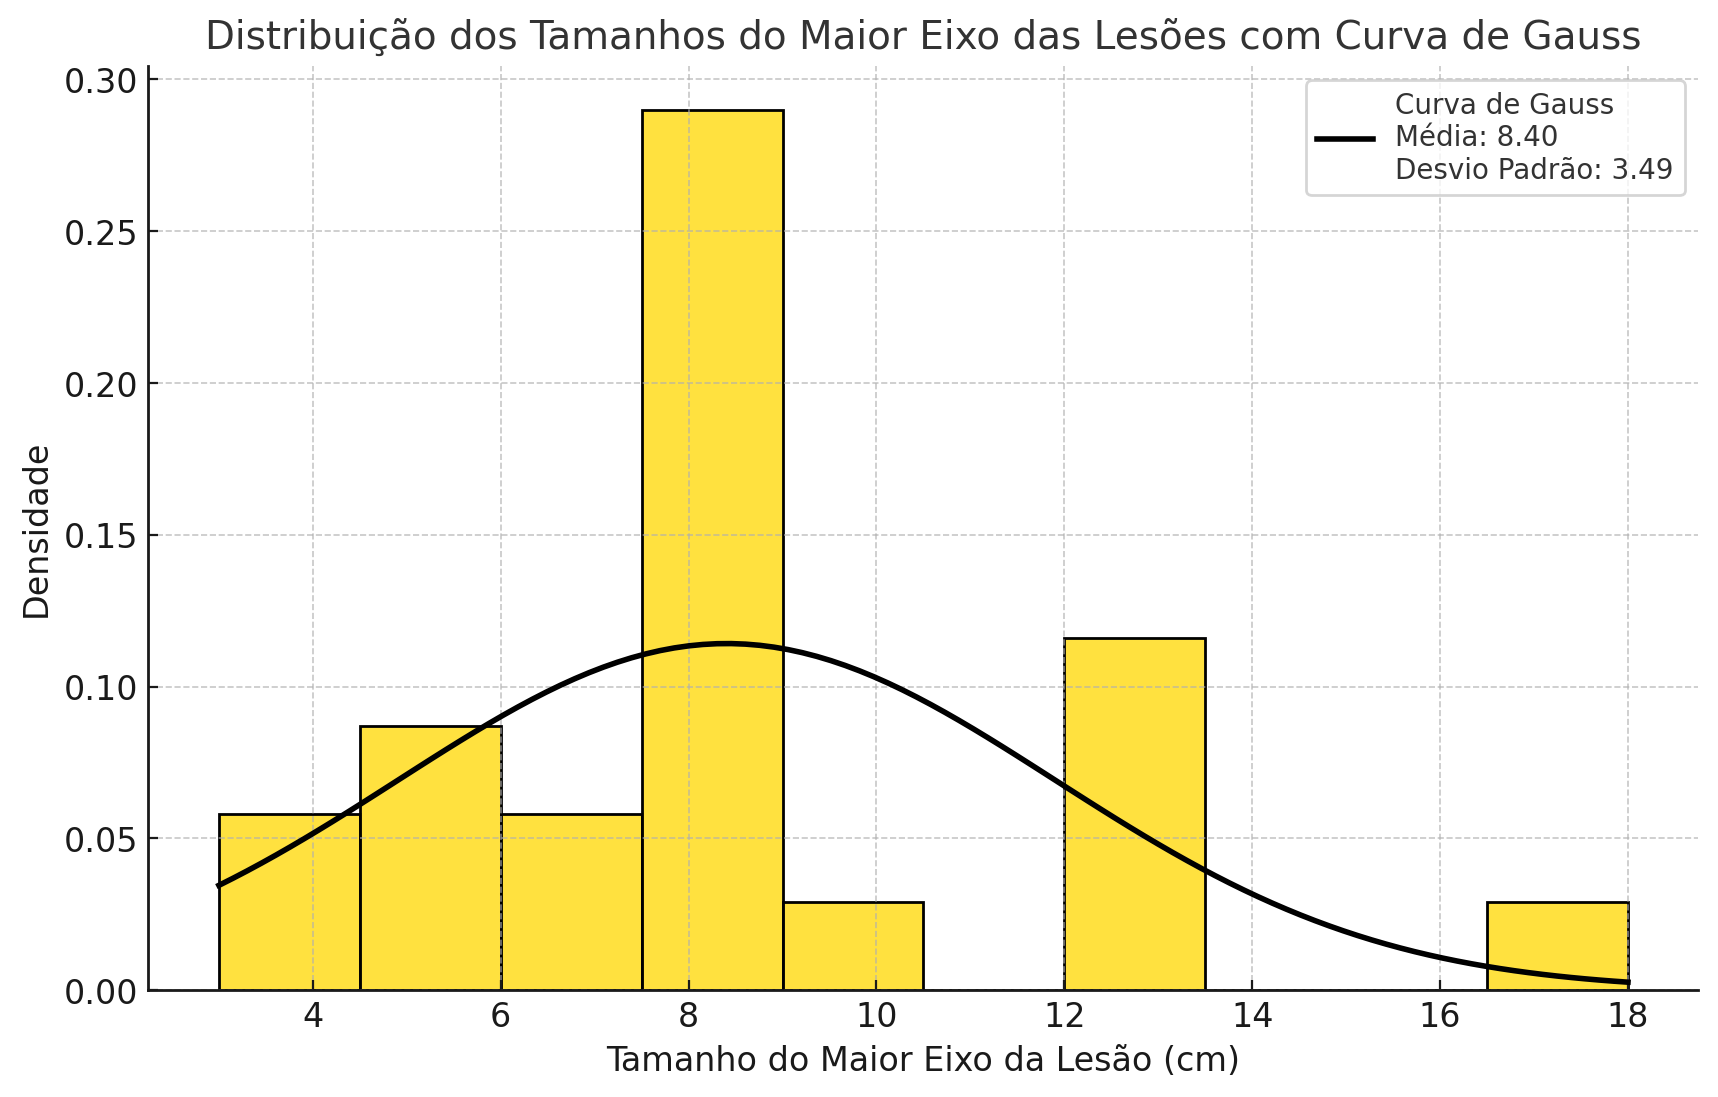 Distribuição dos Tamanhos do Maior Eixo das Lesões com Curva de Gauss
Curva de Gauss
Média: 8.40
Desvio Padrão: 3.49
Densidade
0.30
0.25
0.20
0.15
0.10
0.05
0.00
4 6 8 10 12 14 16 18
Tamanho do Maior Eixo da Lesão (cm)